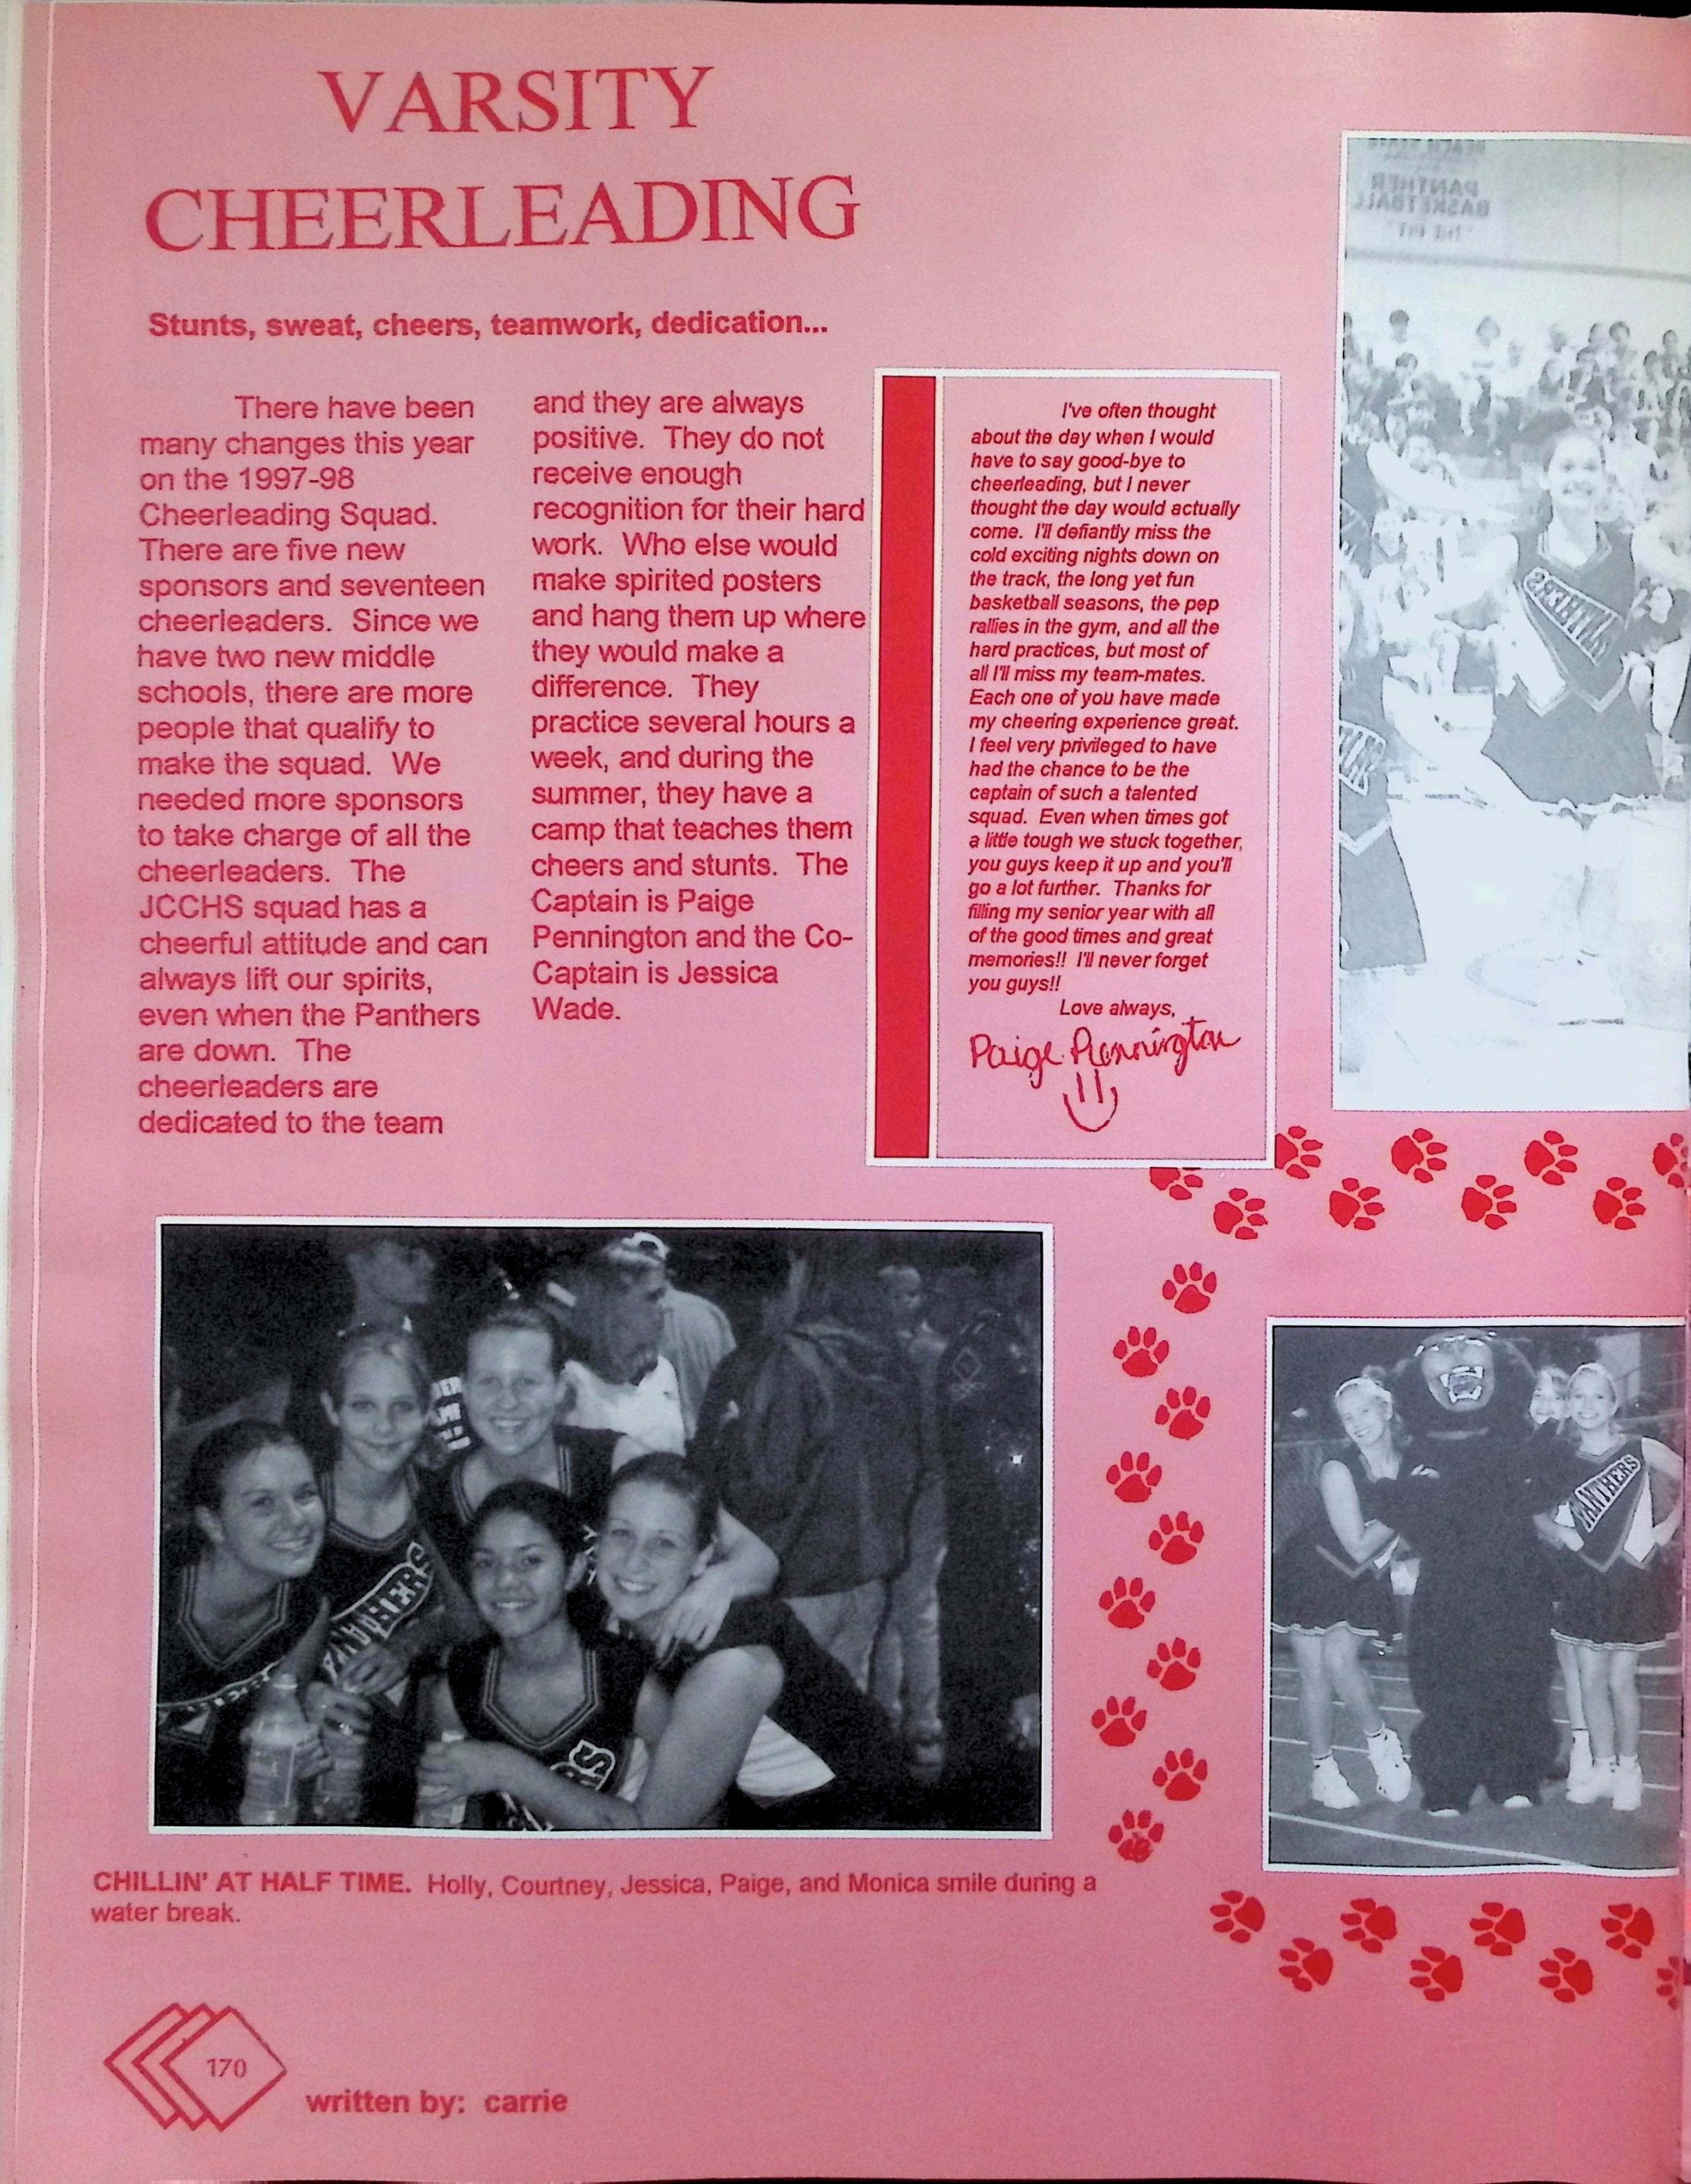 VARSITY
CHEERLEADING
Stunts, sweat, cheers, teamwork, dedication...
There have been
many changes this year
on the 1997-98
Cheerleading Squad.
There are five new
sponsors and seventeen
cheerleaders. Since we
have two new middle
schools, there are more
people that qualify to
make the squad. We
needed more sponsors
to take charge of all the
cheerleaders. The
JCCHS squad has a
cheerful attitude and can
always lift our spirits,
even when the Panthers
are down. The
cheerleaders are
dedicated to the team
and they are always
positive. They do not
receive enough
recognition for their hard
work. Who else would
make spirited posters
and hang them up where
they would make a
difference. They
practice several hours a
week, and during the
summer, they have a
camp that teaches them
cheers and stunts. The
Captain is Paige
Pennington and the Co-
Captain is Jessica
Wade.
I've often thought
about the day when I would
have to say good-bye to
cheerleading, but I never
thought the day would actually
come. I'll defiantly miss the
cold exciting nights down on
the track, the long yet fun
basketball seasons, the pep
rallies in the gym, and all the
hard practices, but most of
all I'll miss my team-mates.
Each one of you have made
my cheering experience great.
I feel very privileged to have
had the chance to be the
captain of such a talented
squad. Even when times got
a little tough we stuck together,
you guys keep it up and you'll
go a lot further. Thanks for
filling my senior year with all
of the good times and great
memories!! I'll never forget
you guys!!
Love always,
Paige Pennington
PANTHER
BASKETBALL
"THE PIT"
PANTHERS
PANTHERS
PANTHERS
CHILLIN' AT HALF TIME. Holly, Courtney, Jessica, Paige, and Monica smile during a
water break.
170
written by: carrie